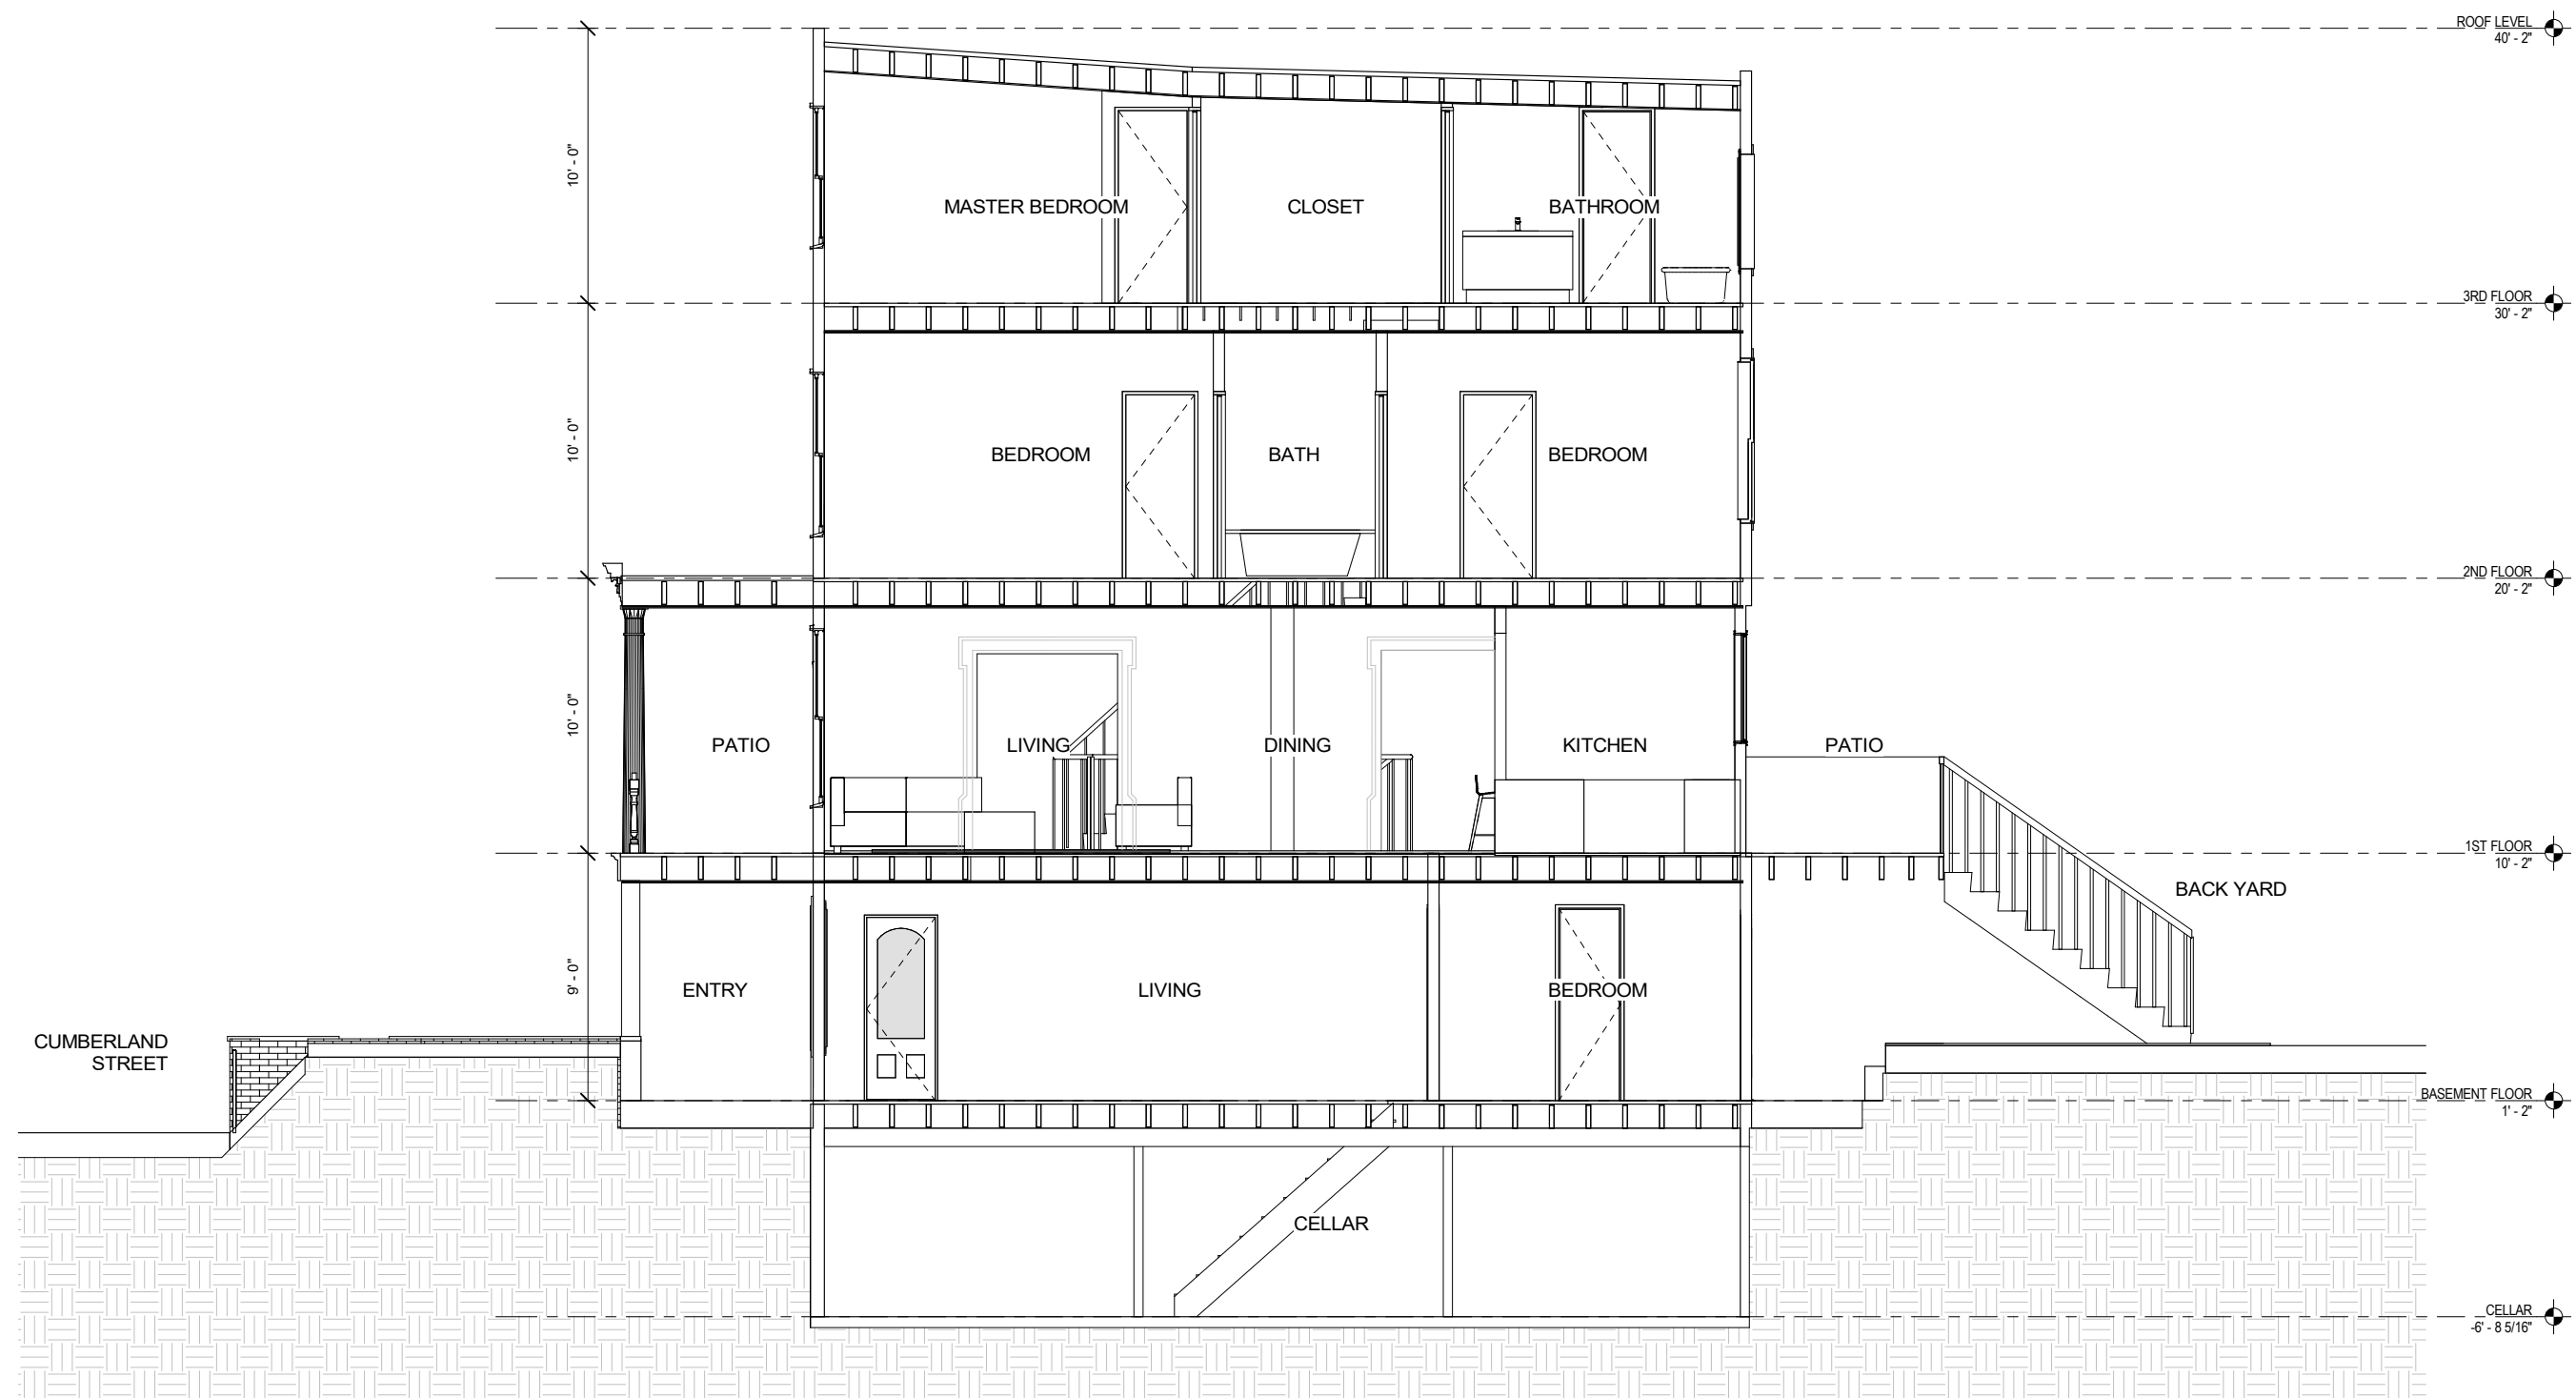 ROOF LEVEL
40' - 2"
10' - 0"
MASTER BEDROOM
CLOSET
BATHROOM
3RD FLOOR
30' - 2"
10' - 0"
BEDROOM
BATH
BEDROOM
2ND FLOOR
20' - 2"
10' - 0"
PATIO
LIVING
DINING
KITCHEN
PATIO
1ST FLOOR
10' - 2"
BACK YARD
9' - 0"
ENTRY
LIVING
BEDROOM
CUMBERLAND
STREET
BASEMENT FLOOR
1' - 2"
CELLAR
CELLAR
-6' - 8 5/16"